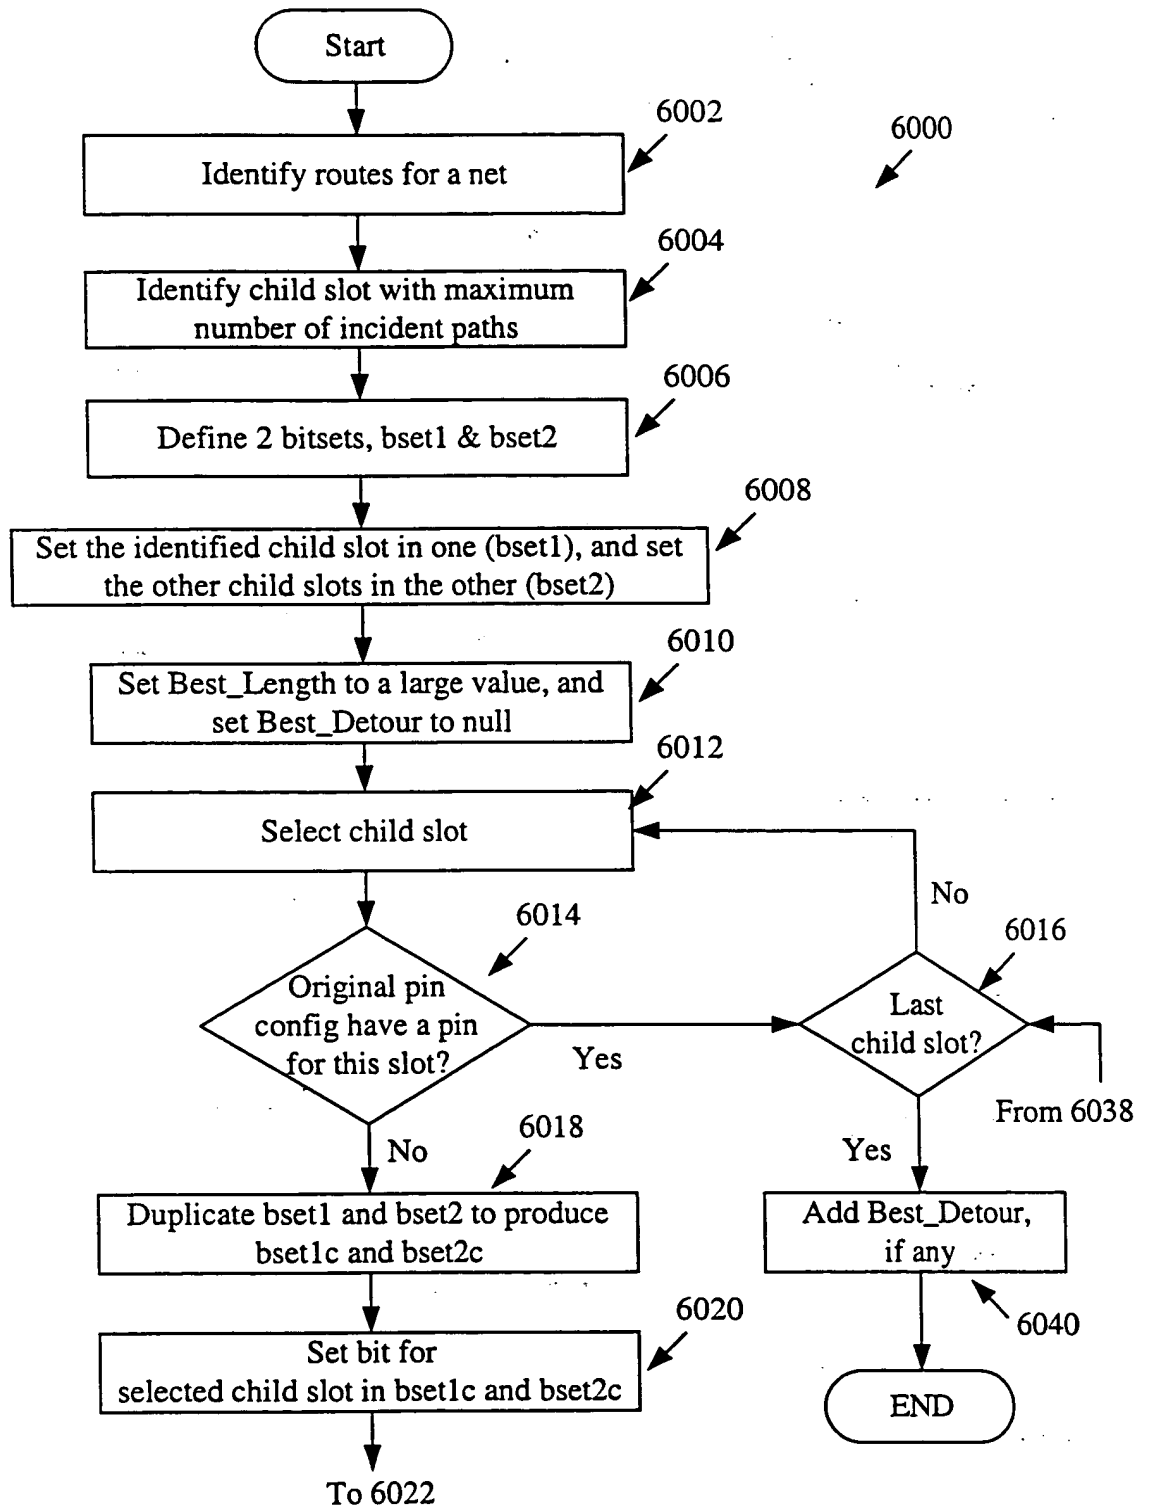 Start
6002
6000
Identify routes for a net
6004
Identify child slot with maximum
number of incident paths
6006
Define 2 bitsets, bset1 & bset2
6008
Set the identified child slot in one (bset1), and set
the other child slots in the other (bset2)
6010
Set Best_Length to a large value, and
set Best_Detour to null
6012
Select child slot
No
6014
6016
Original pin
config have a pin
for this slot?
Yes
Last
child slot?
From 6038
No
6018
Yes
Duplicate bset1 and bset2 to produce
bset1c and bset2c
Add Best_Detour,
if any
6020
6040
Set bit for
selected child slot in bset1c and bset2c
END
To 6022